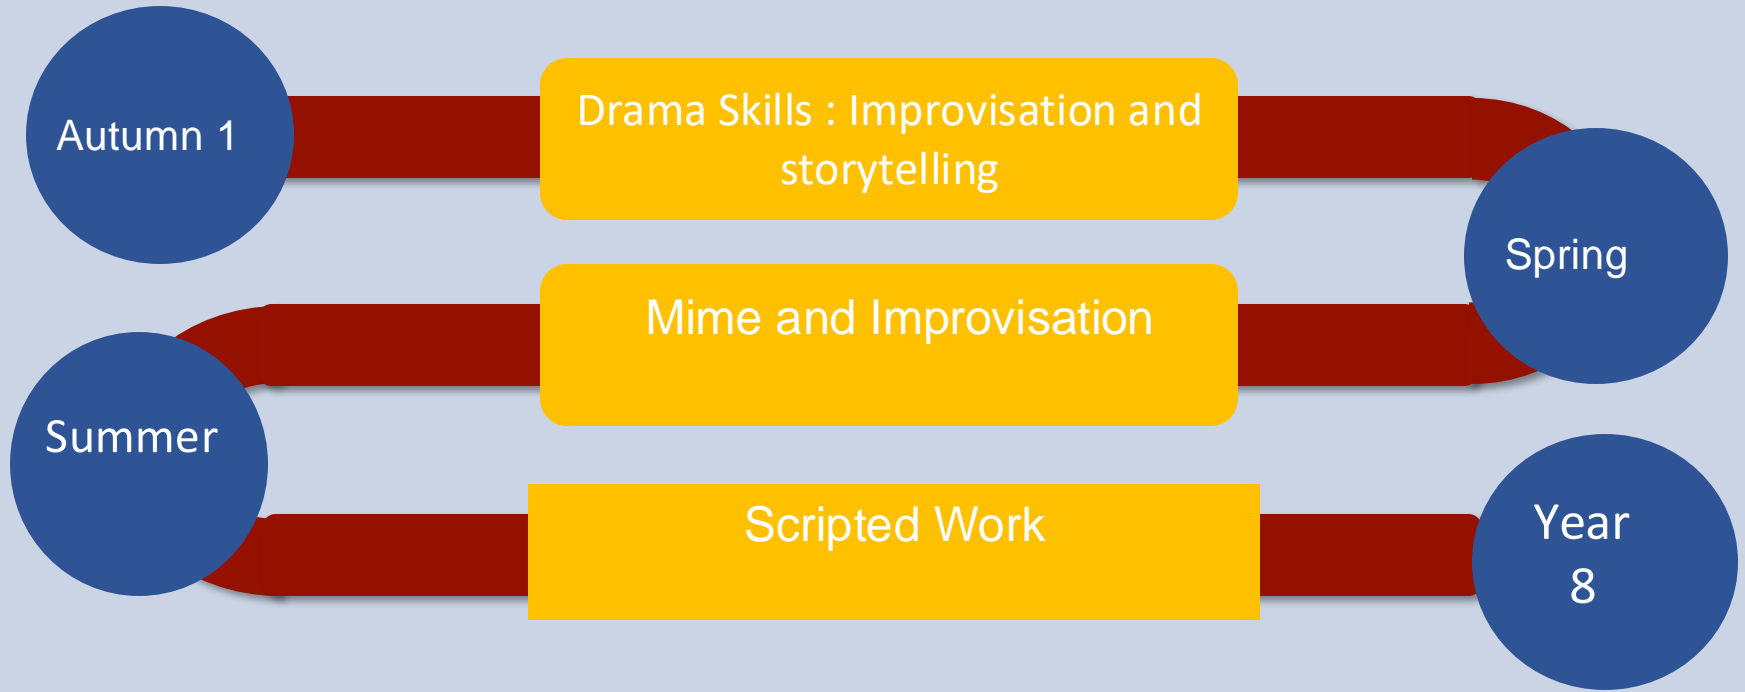 Autumn 1
Drama Skills : Improvisation and
storytelling
Spring
Mime and Improvisation
Summer
Scripted Work
Year
8